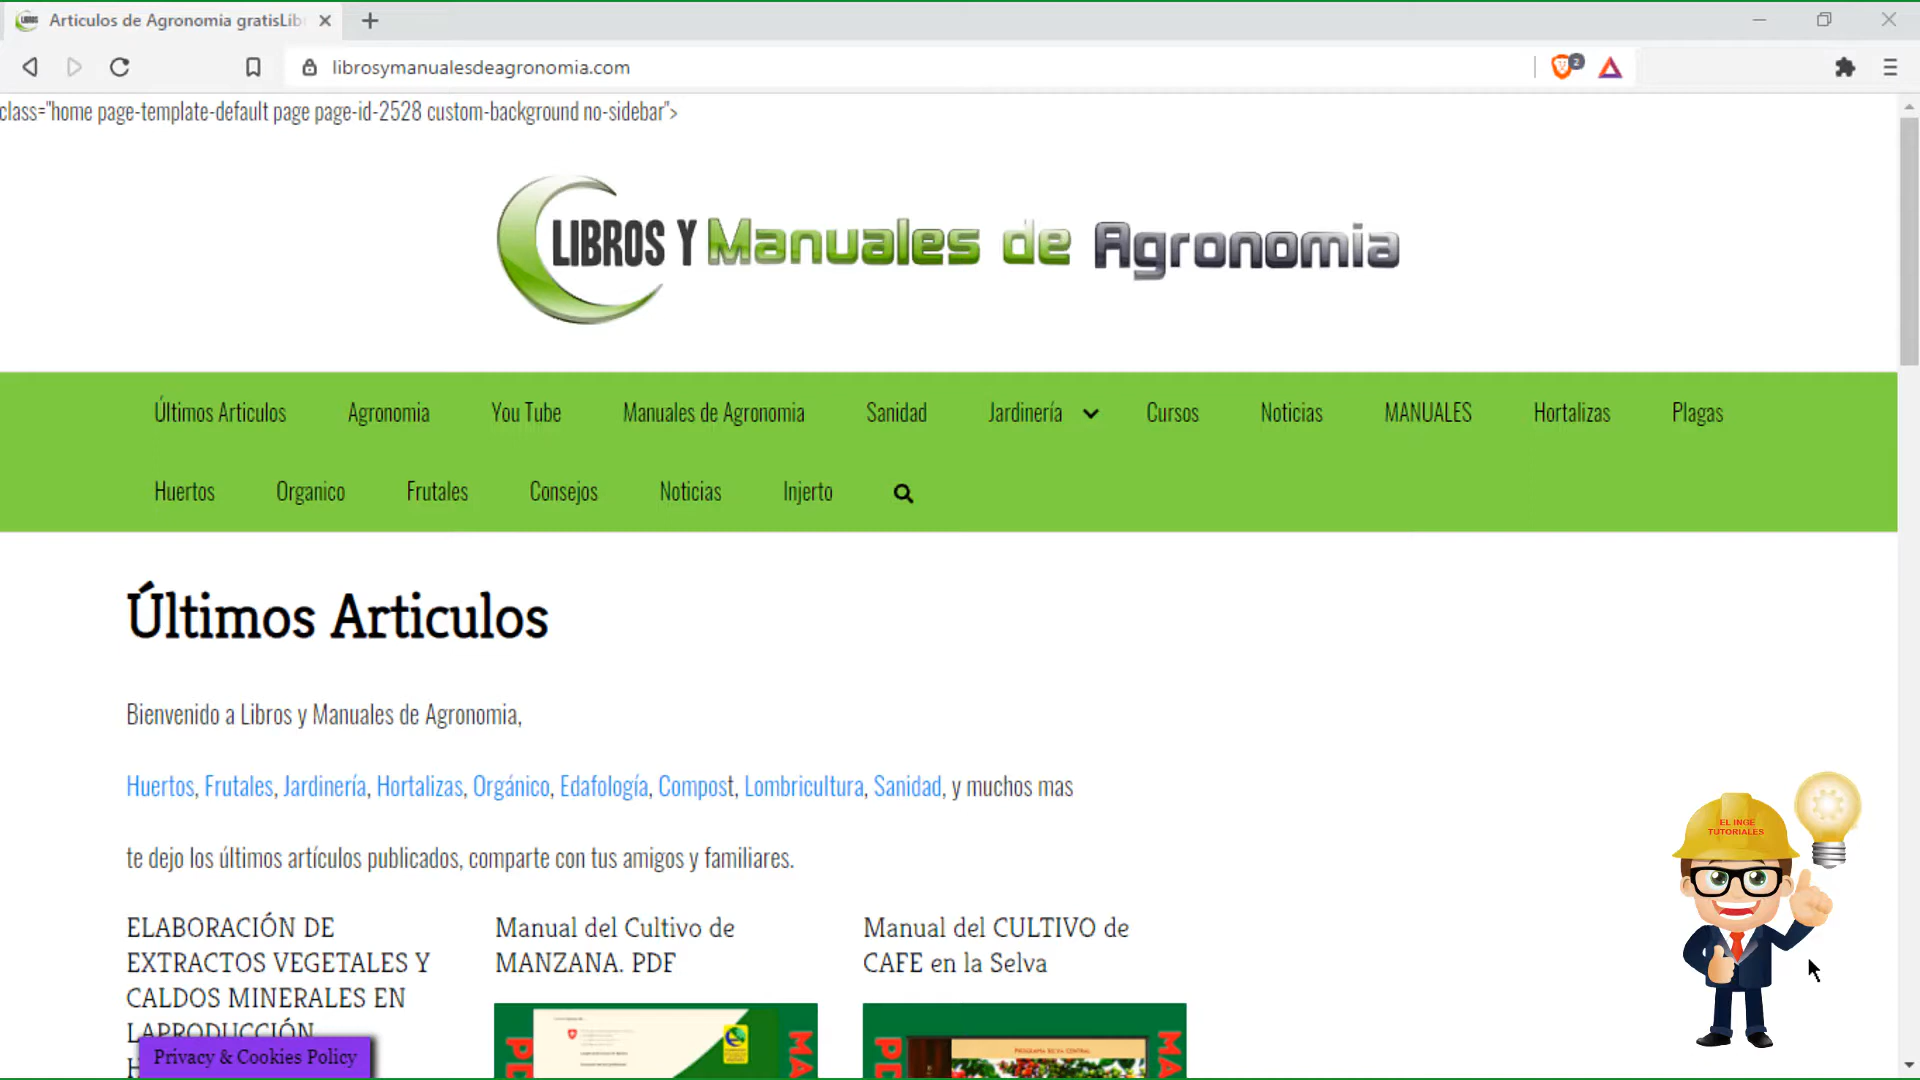 Articulos de Agronomia gratisLib
librosymanualesdeagronomia.com
2
class="home page-template-default page page-id-2528 custom-background no-sidebar">
LIBROS Y Manuales de Agronomia
Últimos Articulos Agronomia You Tube Manuales de Agronomia Sanidad Jardinería Cursos Noticias MANUALES Hortalizas Plagas
Huertos Organico Frutales Consejos Noticias Injerto
Últimos Articulos
Bienvenido a Libros y Manuales de Agronomia,
Huertos, Frutales, Jardinería, Hortalizas, Orgánico, Edafología, Compost, Lombricultura, Sanidad, y muchos mas
te dejo los últimos artículos publicados, comparte con tus amigos y familiares.
EL INGE
TUTORIALES
ELABORACIÓN DE
EXTRACTOS VEGETALES Y
CALDOS MINERALES EN
LAPRODUCCIÓN
Manual del Cultivo de
MANZANA. PDF
Manual del CULTIVO de
CAFE en la Selva
PROGRAMA SELVA CENTRAL
Privacy & Cookies Policy